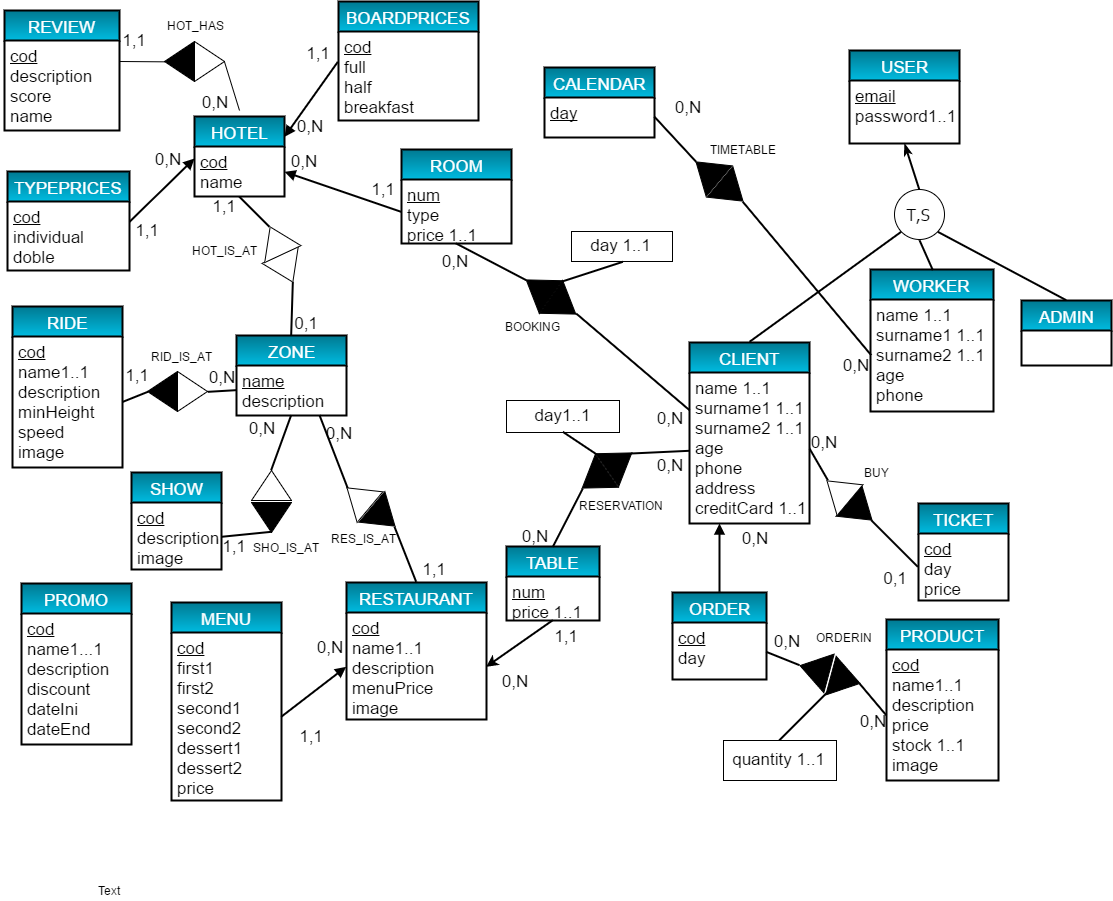 REVIEW
cod
description
score
name
HOT_HAS
1,1
0,N
BOARDPRICES
cod
full
half
breakfast
1,1
0,N
HOTEL
cod
name
0,N
0,N
1,1
TYPEPRICES
cod
individual
doble
1,1
ROOM
num
type
price 1..1
1,1
0,N
CALENDAR
day
0,N
TIMETABLE
0,N
USER
email
password1..1
T,S
WORKER
name 1..1
surname1 1..1
surname2 1..1
age
phone
ADMIN
HOT_IS_AT
0,1
day 1..1
BOOKING
0,N
RIDE
cod
name1..1
description
minHeight
speed
image
RID_IS_AT
1,1
0,N
ZONE
name
description
0,N
0,N
CLIENT
name 1..1
surname1 1..1
surname2 1..1
age
phone
address
creditCard 1..1
day1..1
0,N
RESERVATION
0,N
0,N
BUY
0,1
TICKET
cod
day
price
SHOW
cod
description
image
1,1
SHO_IS_AT
RES_IS_AT
1,1
TABLE
num
price 1..1
1,1
0,N
0,N
ORDER
cod
day
0,N
ORDERIN
0,N
quantity 1..1
PRODUCT
cod
name1..1
description
price
stock 1..1
image
PROMO
cod
name1...1
description
discount
dateIni
dateEnd
MENU
cod
first1
first2
second1
second2
dessert1
dessert2
price
0,N
1,1
RESTAURANT
cod
name1..1
description
menuPrice
image
Text